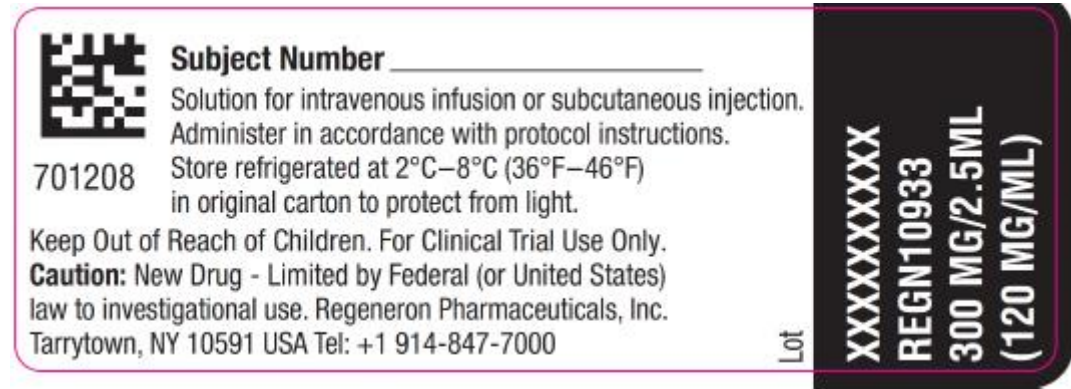 Subject Number
Solution for intravenous infusion or subcutaneous injection.
Administer in accordance with protocol instructions.
701208
Store refrigerated at 2°C–8°C (36°F–46°F)
in original carton to protect from light.
Keep Out of Reach of Children. For Clinical Trial Use Only.
Caution: New Drug - Limited by Federal (or United States)
law to investigational use. Regeneron Pharmaceuticals, Inc.
Tarrytown, NY 10591 USA Tel: +1 914-847-7000
Lot
XXXXXXXXXX
REGN10933
300 MG/2.5ML
(120 MG/ML)